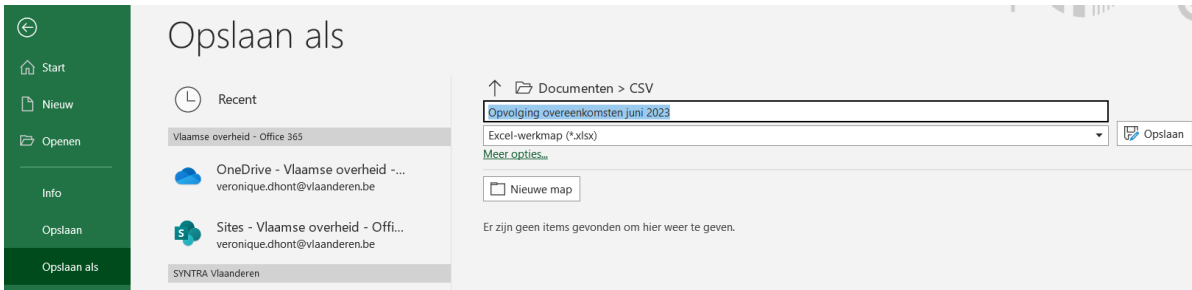 Opslaan als
Start
Nieuw
Openen
Info
Opslaan
Opslaan als
Recent
Vlaamse overheid - Office 365
OneDrive - Vlaamse overheid -...
veronique.dhont@vlaanderen.be
Sites - Vlaamse overheid - Offi...
veronique.dhont@vlaanderen.be
SYNTRA Vlaanderen
Documenten > CSV
Opvolging overeenkomsten juni 2023
Excel-werkmap (*.xlsx)
Opslaan
Meer opties...
Nieuwe map
Er zijn geen items gevonden om hier weer te geven.